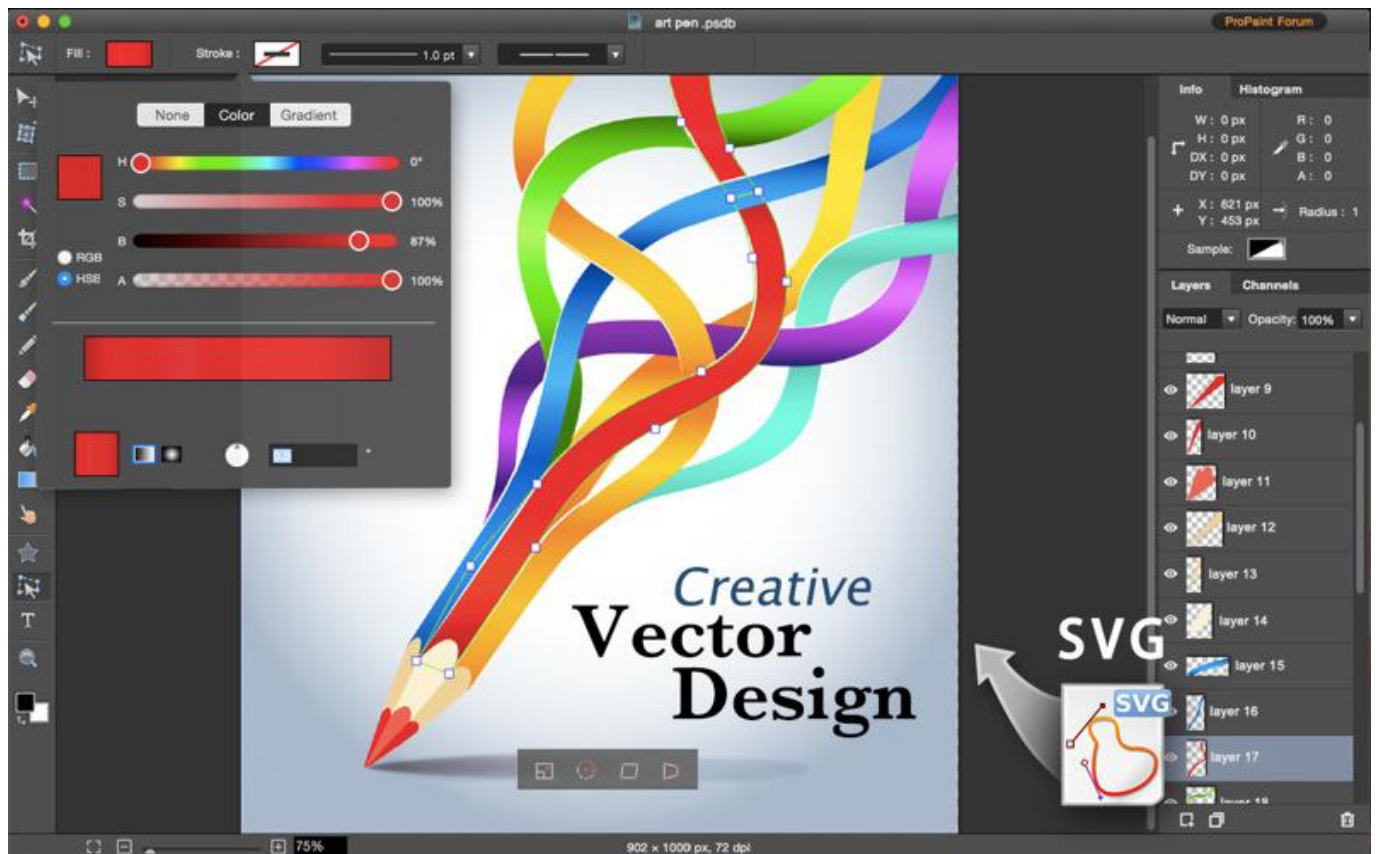 art pen .psdb
ProPaint Forum
Fill :
Stroke :
1.0 pt
None Color Gradient
H 0°
S 100%
B 87%
A 100%
RGB
HSB
Creative
Vector
Design
SVG
SVG
Info Histogram
W : 0 px R : 0
H : 0 px G : 0
DX : 0 px B : 0
DY : 0 px A : 0
X : 621 px Radius : 1
Y : 453 px
Sample:
Layers Channels
Normal Opacity: 100%
layer 9
layer 10
layer 11
layer 12
layer 13
layer 14
layer 15
layer 16
layer 17
layer 18
T
75%
902 x 1000 px, 72 dpi